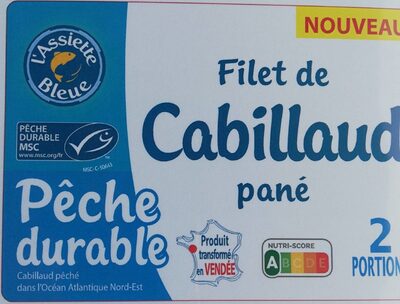 l'Assiette
Bleue
NOUVEAU
Filet de
Cabillaud
pané
PÊCHE
DURABLE
MSC
www.msc.org/fr
Pêche
durable
Cabillaud pêché
dans l'Océan Atlantique Nord-Est
Produit
transformé
en VENDÉE
NUTRI-SCORE
A B C D E
2
PORTION